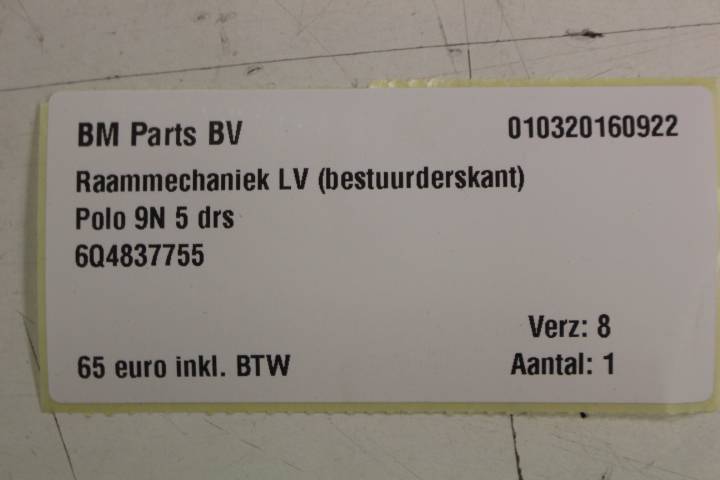 BM Parts BV 010320160922
Raammechaniek LV (bestuurderskant)
Polo 9N 5 drs
6Q4837755
Verz: 8
65 euro inkl. BTW Aantal: 1